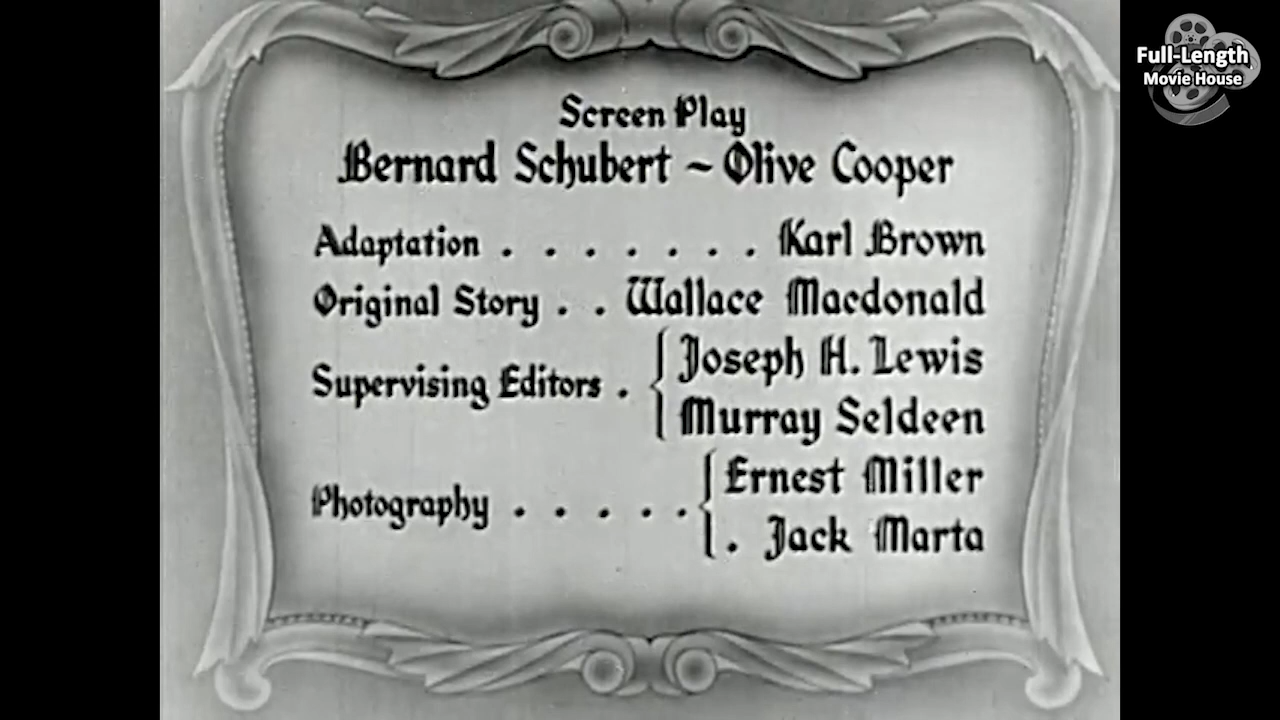 Full-Length
Movie House
Screen Play
Bernard Schubert ~ Olive Cooper
Adaptation . . . . . . . Karl Brown
Original Story . . Wallace Macdonald
Supervising Editors . { Joseph H. Lewis
Murray Seldeen
Photography . . . . . { Ernest Miller
. Jack Marta